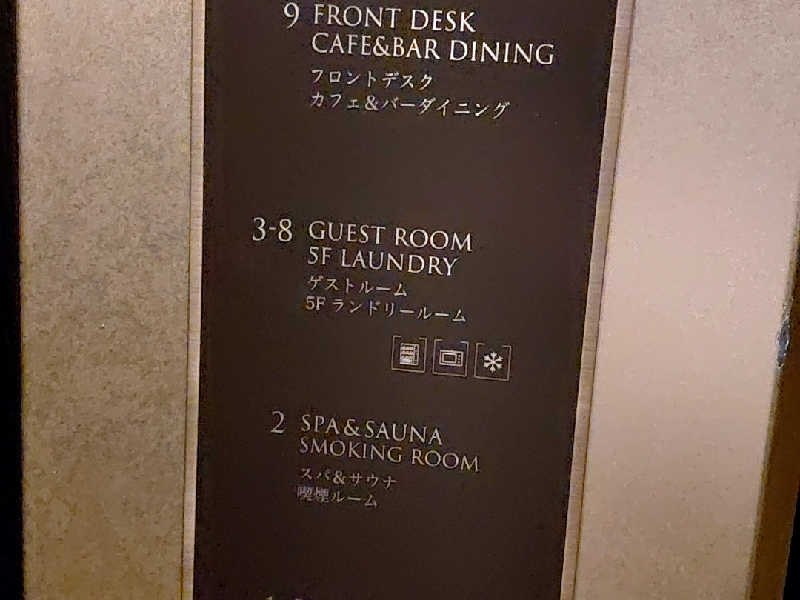 9 FRONT DESK
CAFE&BAR DINING
フロントデスク
カフェ&バーダイニング
3-8 GUEST ROOM
5F LAUNDRY
ゲストルーム
5F ランドリールーム
2 SPA&SAUNA
SMOKING ROOM
スパ&サウナ
喫煙ルーム